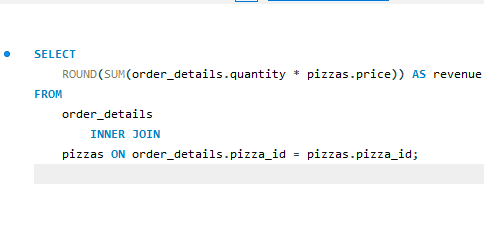 SELECT
    ROUND(SUM(order_details.quantity * pizzas.price)) AS revenue
FROM
    order_details
        INNER JOIN
    pizzas ON order_details.pizza_id = pizzas.pizza_id;